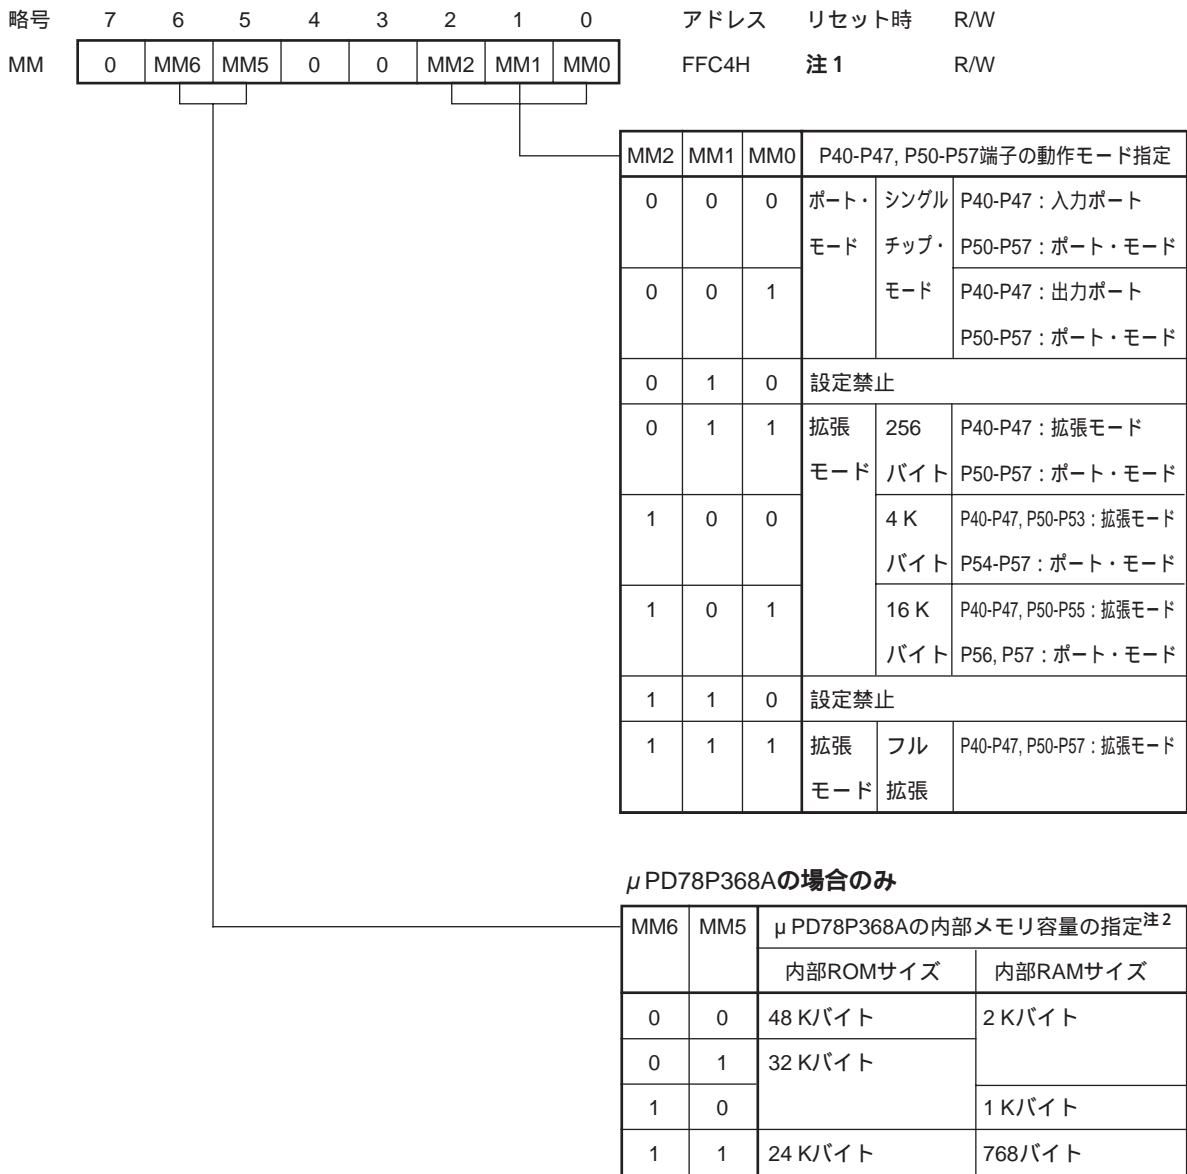 略号 7 6 5 4 3 2 1 0 アドレス リセット時 R/W
MM 0 MM6 MM5 0 0 MM2 MM1 MM0 FFC4H 注1 R/W
MM2 MM1 MM0 P40-P47, P50-P57端子の動作モード指定
0 0 0 ポート・ シングル P40-P47：入力ポート
モード チップ・ P50-P57：ポート・モード
0 0 1 モード P40-P47：出力ポート
P50-P57：ポート・モード
0 1 0 設定禁止
0 1 1 拡張 256 P40-P47：拡張モード
モード バイト P50-P57：ポート・モード
1 0 0 4 K P40-P47, P50-P53：拡張モード
バイト P54-P57：ポート・モード
1 0 1 16 K P40-P47, P50-P55：拡張モード
バイト P56, P57：ポート・モード
1 1 0 設定禁止
1 1 1 拡張 フル P40-P47, P50-P57：拡張モード
モード 拡張
μPD78P368Aの場合のみ
MM6 MM5 μPD78P368Aの内部メモリ容量の指定注2
内部ROMサイズ 内部RAMサイズ
0 0 48 Kバイト 2 Kバイト
0 1 32 Kバイト
1 0 1 Kバイト
1 1 24 Kバイト 768バイト